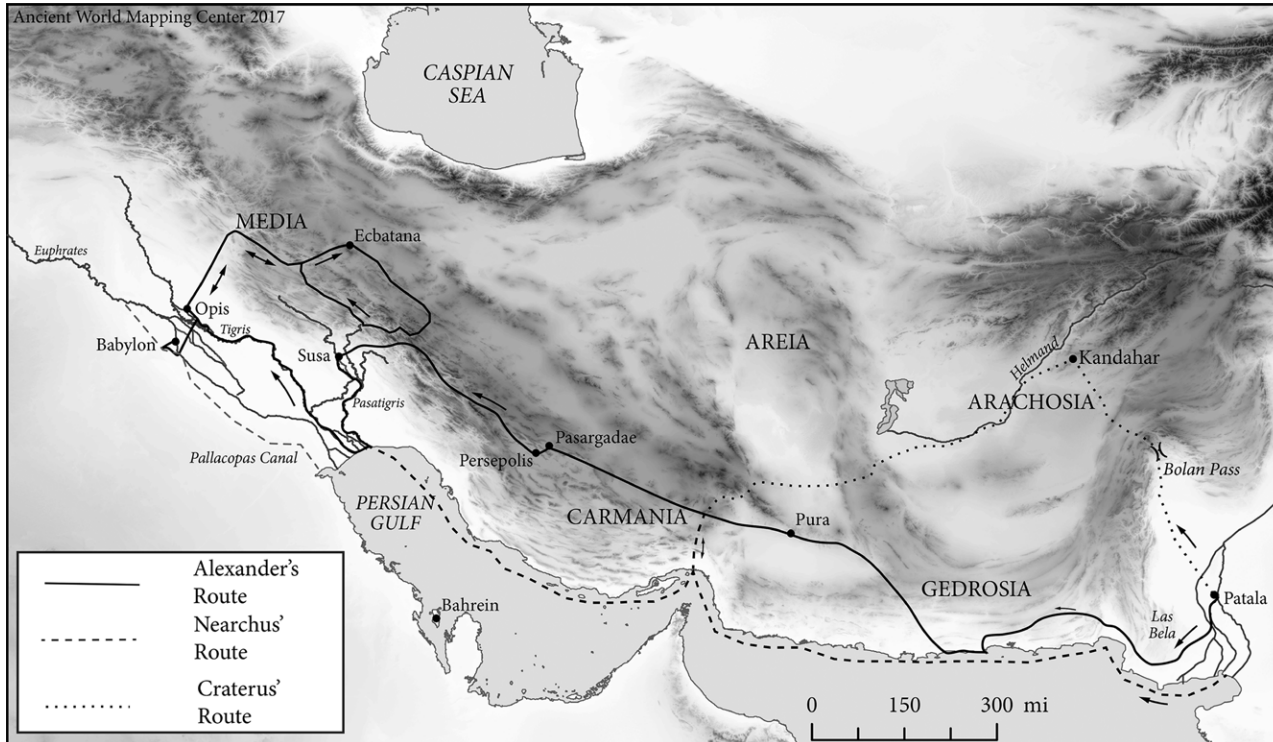 Ancient World Mapping Center 2017
CASPIAN
SEA
MEDIA
Ecbatana
Euphrates
Opis
Tigris
Babylon
Susa
AREIA
Helmand
Kandahar
ARACHOSIA
Pasatigris
Pasargadae
Persepolis
Pallacopas Canal
Bolan Pass
PERSIAN
GULF
CARMANIA
Pura
GEDROSIA
Patala
Las
Bela
Bahrein
Alexander's
Route
Nearchus'
Route
Craterus'
Route
0 150 300 mi